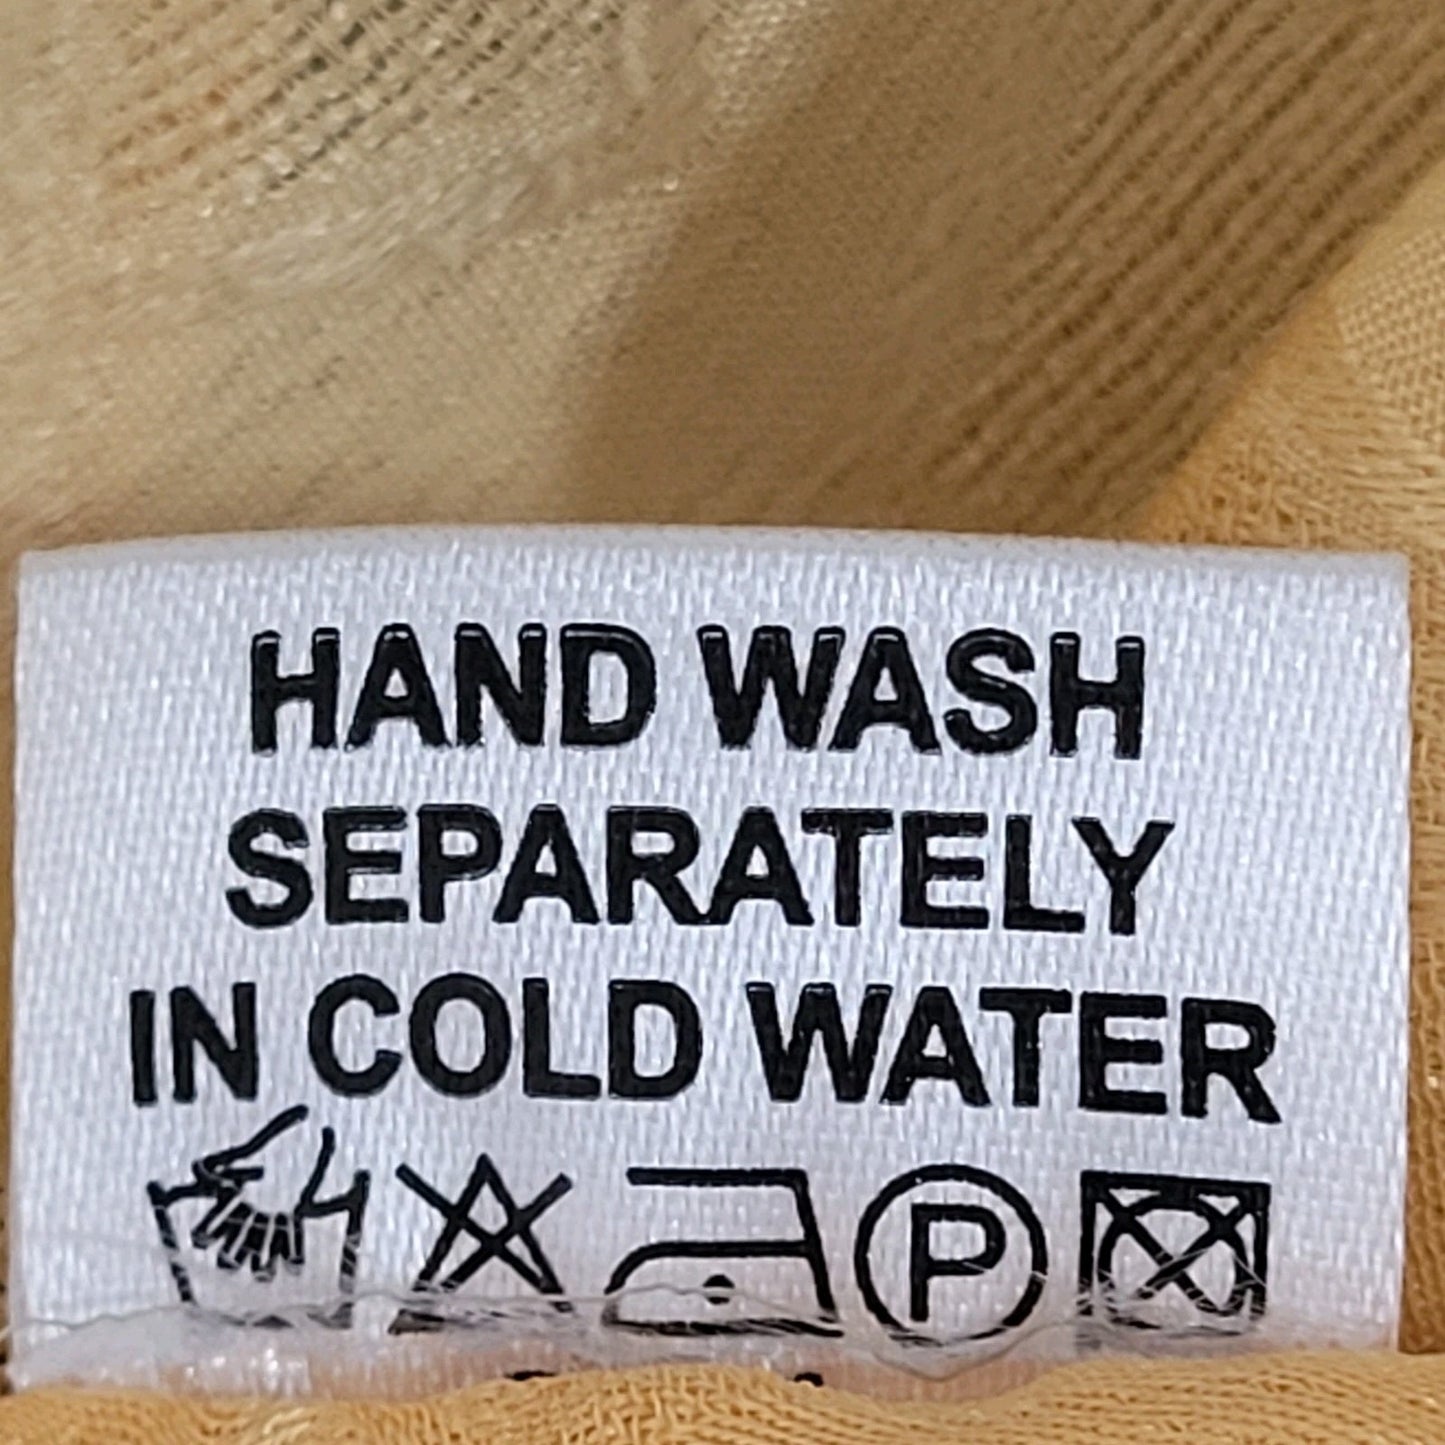 HAND WASH
SEPARATELY
IN COLD WATER
P